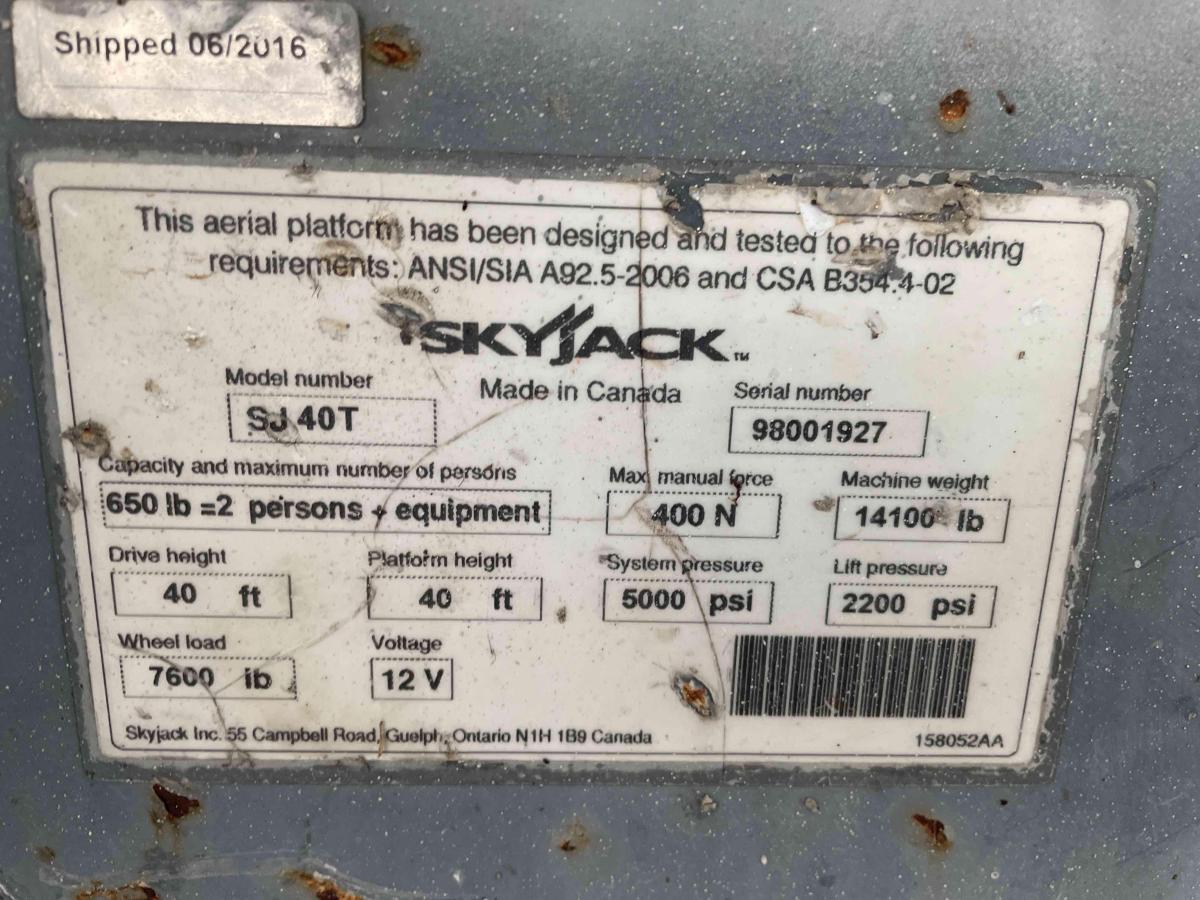 Shipped 06/2016
This aerial platform has been designed and tested to the following
requirements: ANSI/SIA A92.5-2006 and CSA B354.4-02
SKYJACK™
Made in Canada
Model number
SJ 40T
Serial number
98001927
Capacity and maximum number of persons
650 lb =2 persons + equipment
Max manual force
400 N
Machine weight
14100 lb
Drive height
40 ft
Platform height
40 ft
System pressure
5000 psi
Lift pressure
2200 psi
Wheel load
7600 lb
Voltage
12 V
Skyjack Inc. 55 Campbell Road, Guelph, Ontario N1H 1B9 Canada
158052AA